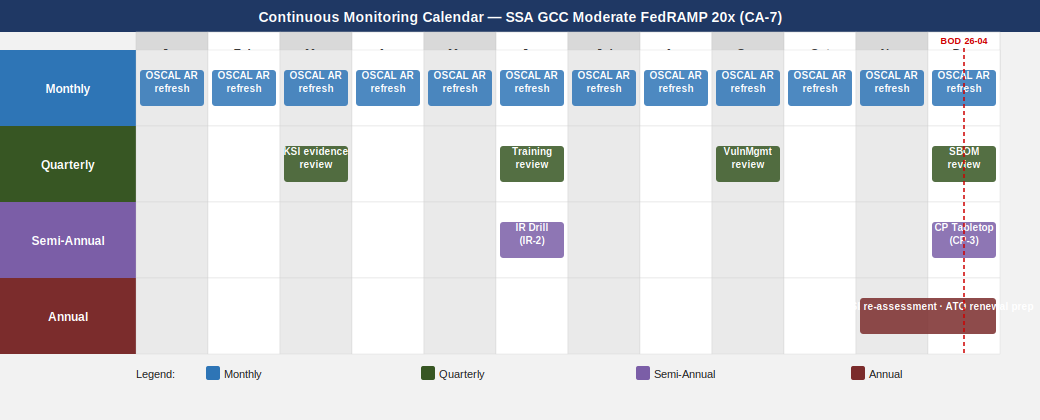 Continuous Monitoring Calendar — SSA GCC Moderate FedRAMP 20x (CA-7)
BOD 26-04
Monthly
OSCAL AR
refresh
OSCAL AR
refresh
OSCAL AR
refresh
OSCAL AR
refresh
OSCAL AR
refresh
OSCAL AR
refresh
OSCAL AR
refresh
OSCAL AR
refresh
OSCAL AR
refresh
OSCAL AR
refresh
OSCAL AR
refresh
OSCAL AR
refresh
Quarterly
KSI evidence
review
Training
review
VulnMgmt
review
SBOM
review
Semi-Annual
IR Drill
(IR-2)
CP Tabletop
(CP-3)
Annual
re-assessment · ATO renewal prep
Legend:
Monthly
Quarterly
Semi-Annual
Annual